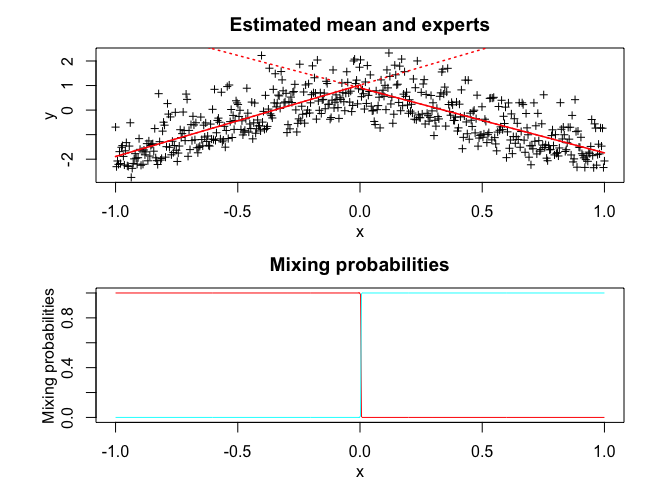 Estimated mean and experts
2
1
0
-2
y
-1.0 -0.5 0.0 0.5 1.0
x
Mixing probabilities
0.8
0.4
0.0
Mixing probabilities
-1.0 -0.5 0.0 0.5 1.0
x